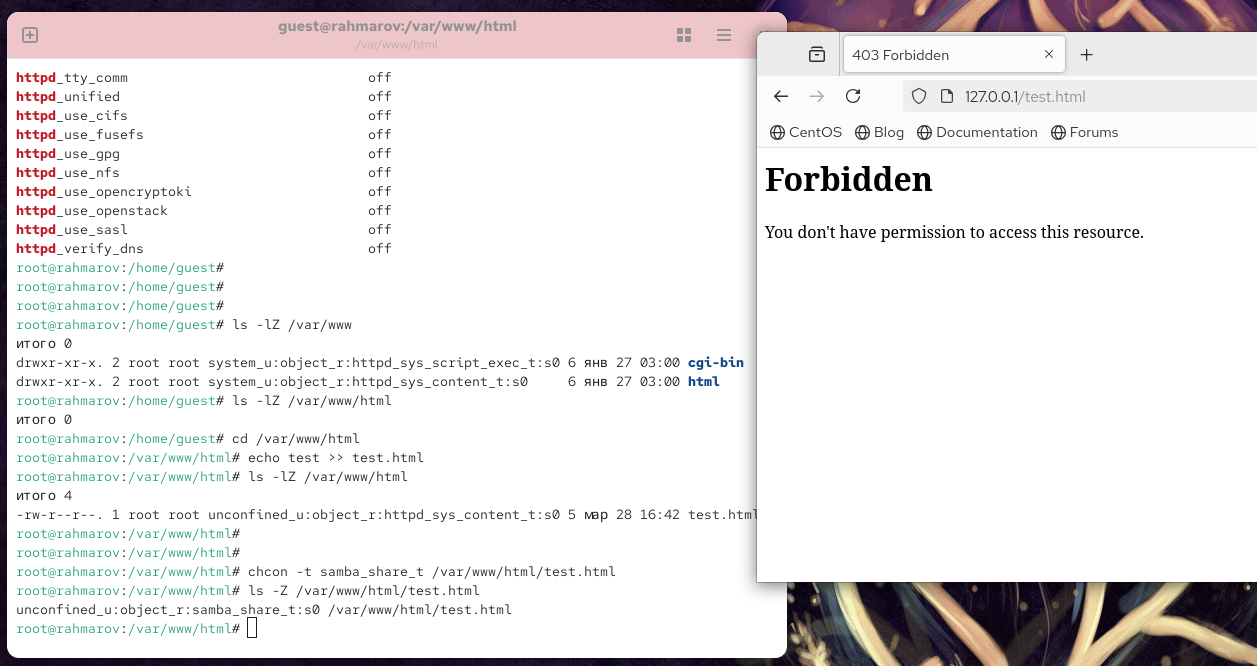 guest@rahmarov:/var/www/html
/var/www/html
httpd_tty_comm                              off
httpd_unified                               off
httpd_use_cifs                              off
httpd_use_fusefs                            off
httpd_use_gpg                               off
httpd_use_nfs                               off
httpd_use_opencryptoki                      off
httpd_use_openstack                         off
httpd_use_sasl                              off
httpd_verify_dns                            off
root@rahmarov:/home/guest#
root@rahmarov:/home/guest#
root@rahmarov:/home/guest#
root@rahmarov:/home/guest# ls -lZ /var/www
итого 0
drwxr-xr-x. 2 root root system_u:object_r:httpd_sys_script_exec_t:s0 6 янв 27 03:00 cgi-bin
drwxr-xr-x. 2 root root system_u:object_r:httpd_sys_content_t:s0     6 янв 27 03:00 html
root@rahmarov:/home/guest# ls -lZ /var/www/html
итого 0
root@rahmarov:/home/guest# cd /var/www/html
root@rahmarov:/var/www/html# echo test >> test.html
root@rahmarov:/var/www/html# ls -lZ /var/www/html
итого 4
-rw-r--r--. 1 root root unconfined_u:object_r:httpd_sys_content_t:s0 5 мар 28 16:42 test.html
root@rahmarov:/var/www/html#
root@rahmarov:/var/www/html#
root@rahmarov:/var/www/html# chcon -t samba_share_t /var/www/html/test.html
root@rahmarov:/var/www/html# ls -Z /var/www/html/test.html
unconfined_u:object_r:samba_share_t:s0 /var/www/html/test.html
root@rahmarov:/var/www/html#
403 Forbidden
127.0.0.1/test.html
CentOS Blog Documentation Forums
Forbidden
You don't have permission to access this resource.